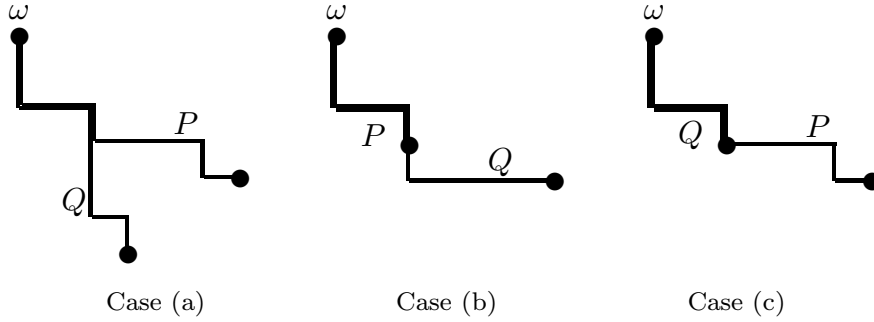 ω ω ω
P
P Q Q P
Q
Case (a) Case (b) Case (c)